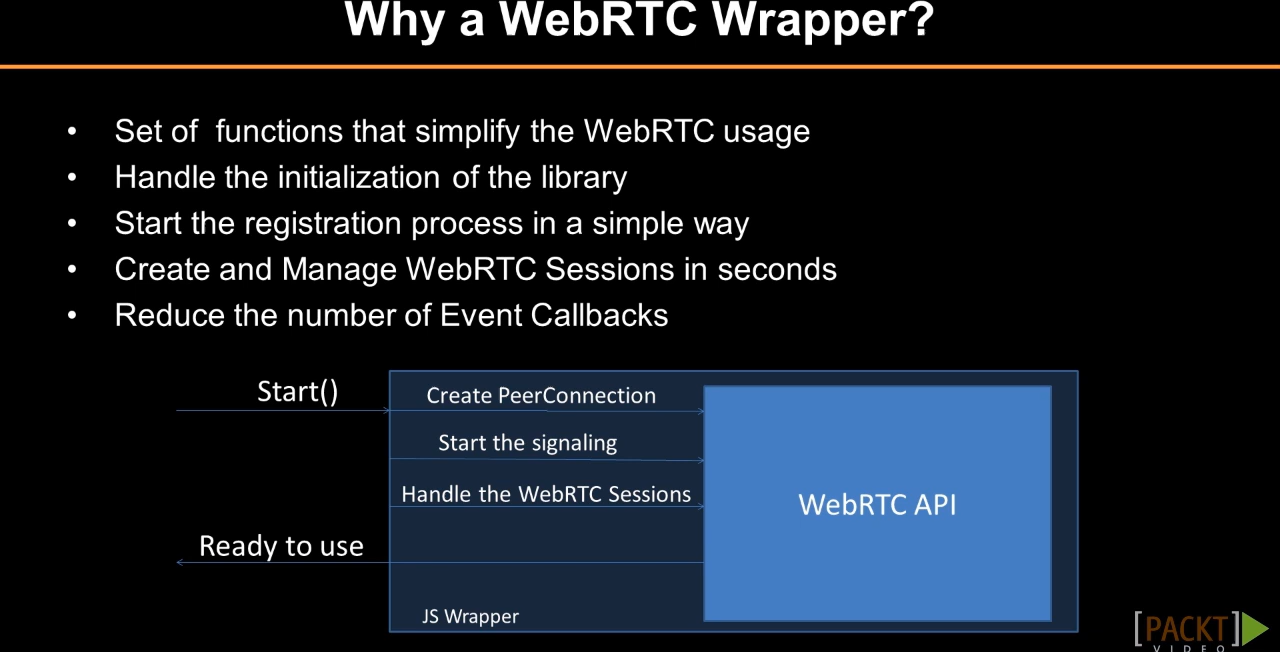 Why a WebRTC Wrapper?
• Set of functions that simplify the WebRTC usage
• Handle the initialization of the library
• Start the registration process in a simple way
• Create and Manage WebRTC Sessions in seconds
• Reduce the number of Event Callbacks
Start()
Create PeerConnection
Start the signaling
Handle the WebRTC Sessions
WebRTC API
Ready to use
JS Wrapper
[PACKT]
VIDEO